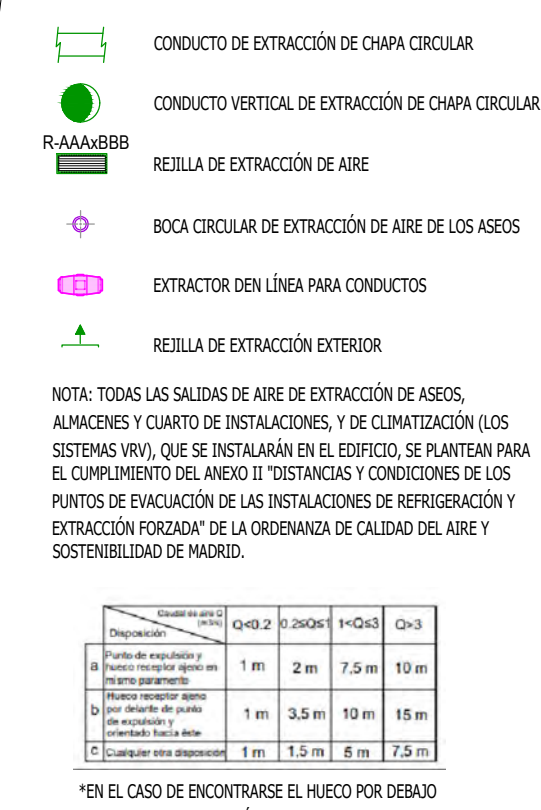 CONDUCTO DE EXTRACCIÓN DE CHAPA CIRCULAR
CONDUCTO VERTICAL DE EXTRACCIÓN DE CHAPA CIRCULAR
R-AAAxBBB
REJILLA DE EXTRACCIÓN DE AIRE
BOCA CIRCULAR DE EXTRACCIÓN DE AIRE DE LOS ASEOS
EXTRACTOR DEN LÍNEA PARA CONDUCTOS
REJILLA DE EXTRACCIÓN EXTERIOR
NOTA: TODAS LAS SALIDAS DE AIRE DE EXTRACCIÓN DE ASEOS,
ALMACENES Y CUARTO DE INSTALACIONES, Y DE CLIMATIZACIÓN (LOS
SISTEMAS VRV), QUE SE INSTALARÁN EN EL EDIFICIO, SE PLANTEAN PARA
EL CUMPLIMIENTO DEL ANEXO II "DISTANCIAS Y CONDICIONES DE LOS
PUNTOS DE EVACUACIÓN DE LAS INSTALACIONES DE REFRIGERACIÓN Y
EXTRACCIÓN FORZADA" DE LA ORDENANZA DE CALIDAD DEL AIRE Y
SOSTENIBILIDAD DE MADRID.
Caudal de aire Q
(m3/s)
Disposición
Q<0.2 0.2≤Q≤1 1<Q≤3 Q>3
a Punto de expulsión y
hueco receptor ajeno en
mismo paramento
1 m 2 m 7,5 m 10 m
b Hueco receptor ajeno
por delante de punto
de expulsión y
orientado hacia éste
1 m 3,5 m 10 m 15 m
c Cualquier otra disposición 1 m 1,5 m 5 m 7,5 m
*EN EL CASO DE ENCONTRARSE EL HUECO POR DEBAJO